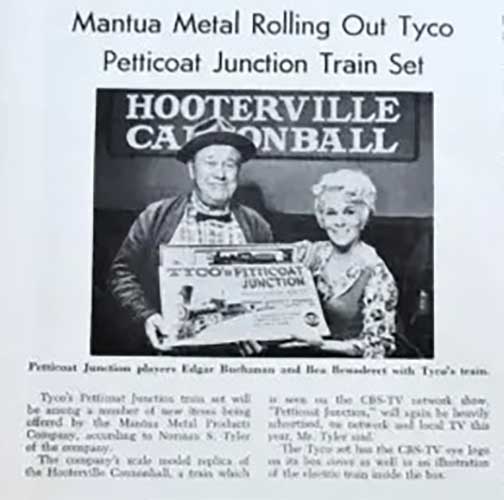 Mantua Metal Rolling Out Tyco
Petticoat Junction Train Set
HOOTERVILLE
CA NONBALL
TYCO's PETTICOAT
JUNCTION
Petticoat Junction players Edgar Buchanan and Bea Benaderet with Tyco's train.
Tyco's Petticoat Junction train set will
be among a number of new items being
offered by the Mantua Metal Products
Company, according to Norman S. Tyler
of the company.
The company's scale model replica of
the Hooterville Cannonball, a train which
is seen on the CBS-TV network show,
"Petticoat Junction," will again be heavily
advertised, on network and local TV this
year, Mr. Tyler said.
The Tyco set has the CBS-TV eye logo
on its box cover as well as an illustration
of the electric train inside the box.